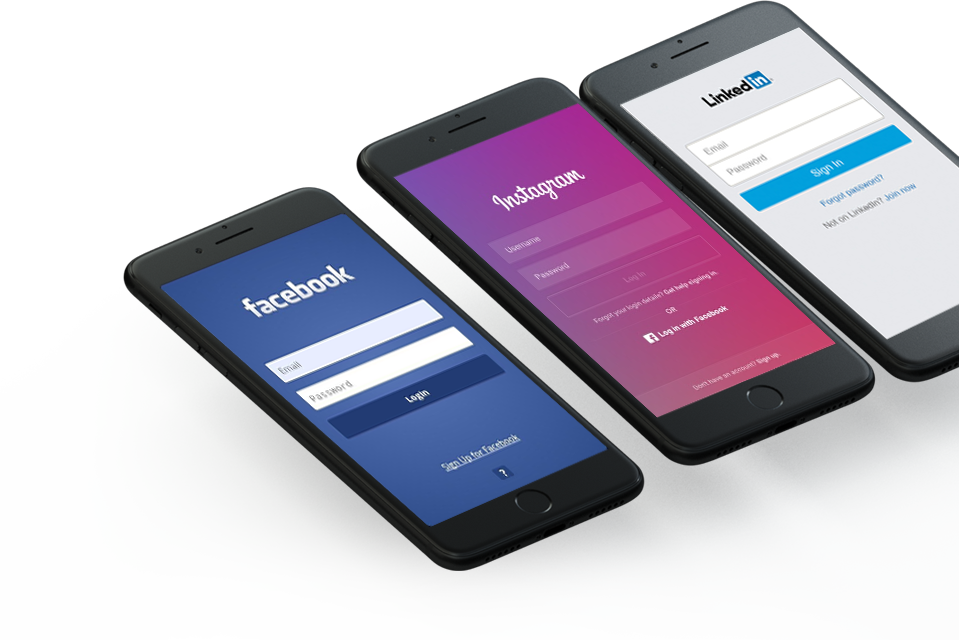 facebook
Email
Password
Login
Sign Up for Facebook
?
Instagram
Username
Password
Log in
Forgot your login details? Get help signing in.
OR
f Log in with Facebook
Don't have an account? Sign up.
Linkedin
Email
Password
Sign In
Forgot password?
Not on LinkedIn? Join now